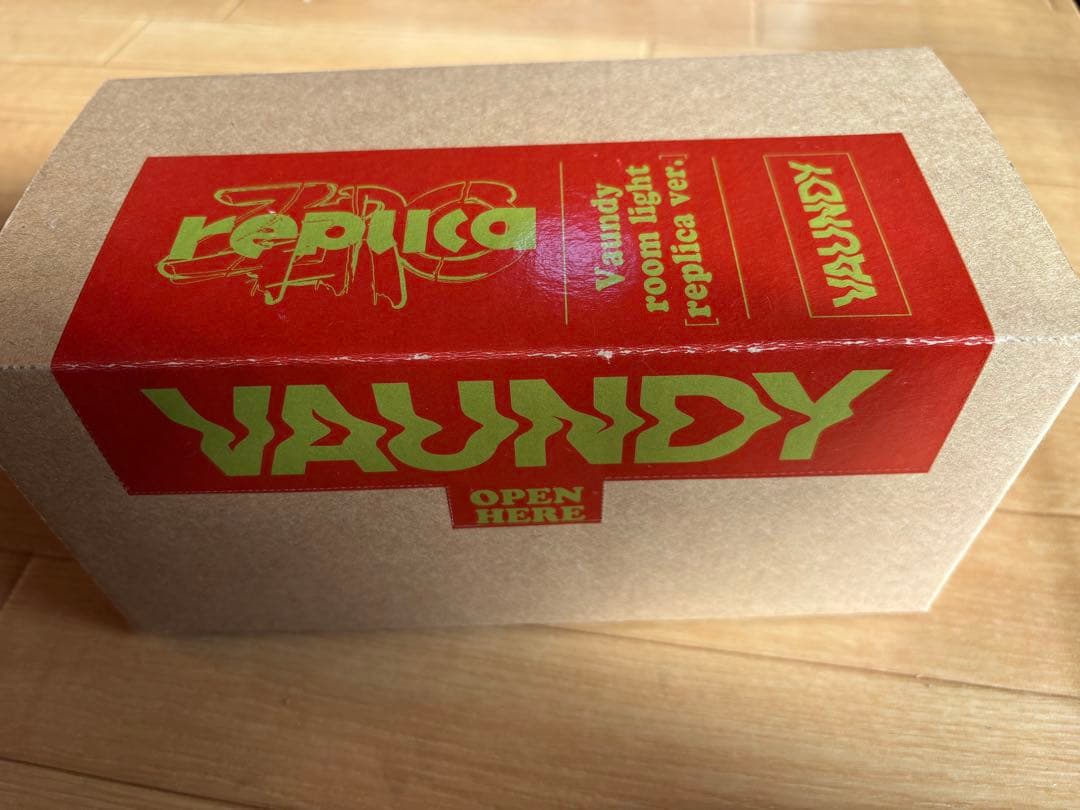 replica
Vaundy
room light
[replica ver.]
VAUNDY
VAUNDY
OPEN
HERE